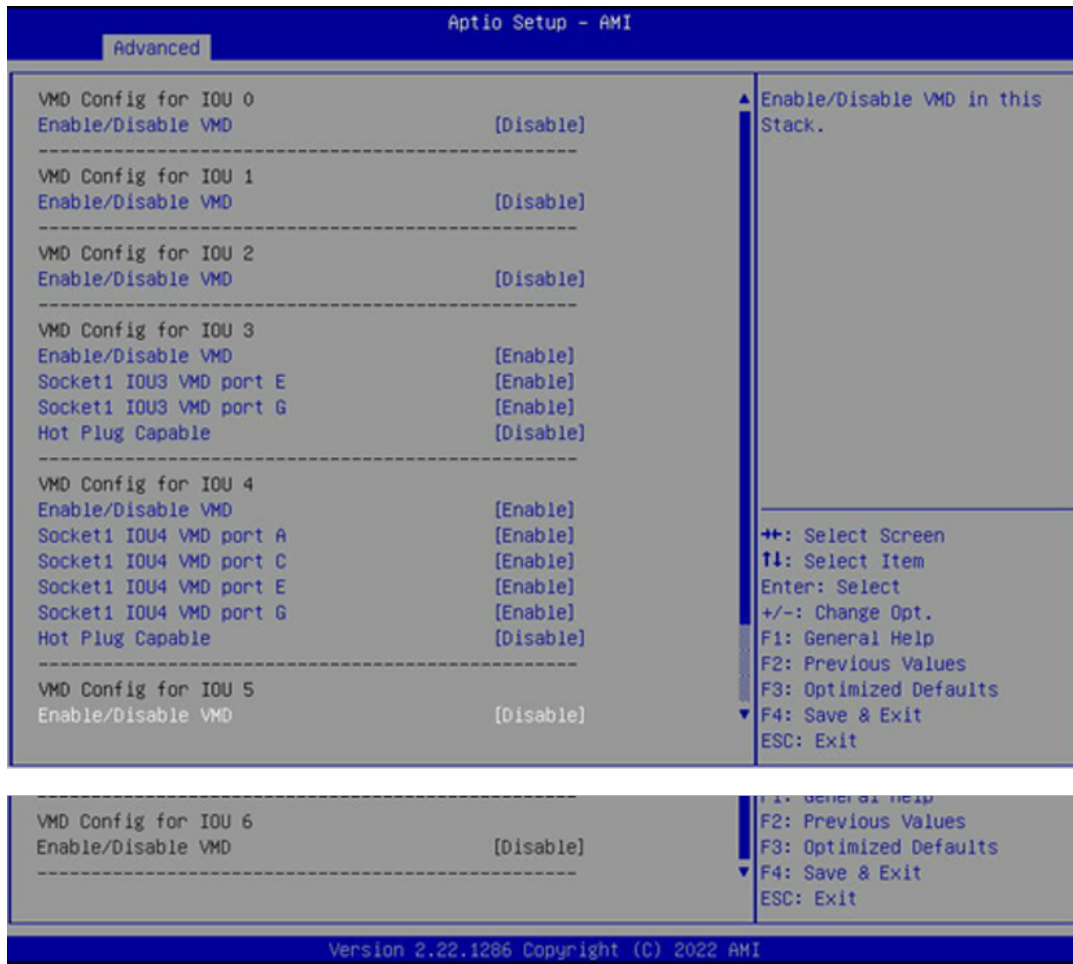 Aptio Setup - AMI
Advanced
VMD Config for IOU 0
Enable/Disable VMD [Disable]
--------------------------------------------------
VMD Config for IOU 1
Enable/Disable VMD [Disable]
--------------------------------------------------
VMD Config for IOU 2
Enable/Disable VMD [Disable]
--------------------------------------------------
VMD Config for IOU 3
Enable/Disable VMD [Enable]
Socket1 IOU3 VMD port E [Enable]
Socket1 IOU3 VMD port G [Enable]
Hot Plug Capable [Disable]
--------------------------------------------------
VMD Config for IOU 4
Enable/Disable VMD [Enable]
Socket1 IOU4 VMD port A [Enable]
Socket1 IOU4 VMD port C [Enable]
Socket1 IOU4 VMD port E [Enable]
Socket1 IOU4 VMD port G [Enable]
Hot Plug Capable [Disable]
--------------------------------------------------
VMD Config for IOU 5
Enable/Disable VMD [Disable]
Enable/Disable VMD in this
Stack.
→←: Select Screen
↑↓: Select Item
Enter: Select
+/-: Change Opt.
F1: General Help
F2: Previous Values
F3: Optimized Defaults
F4: Save & Exit
ESC: Exit
--------------------------------------------------
VMD Config for IOU 6
Enable/Disable VMD [Disable]
--------------------------------------------------
F1: General Help
F2: Previous Values
F3: Optimized Defaults
F4: Save & Exit
ESC: Exit
Version 2.22.1286 Copyright (C) 2022 AMI